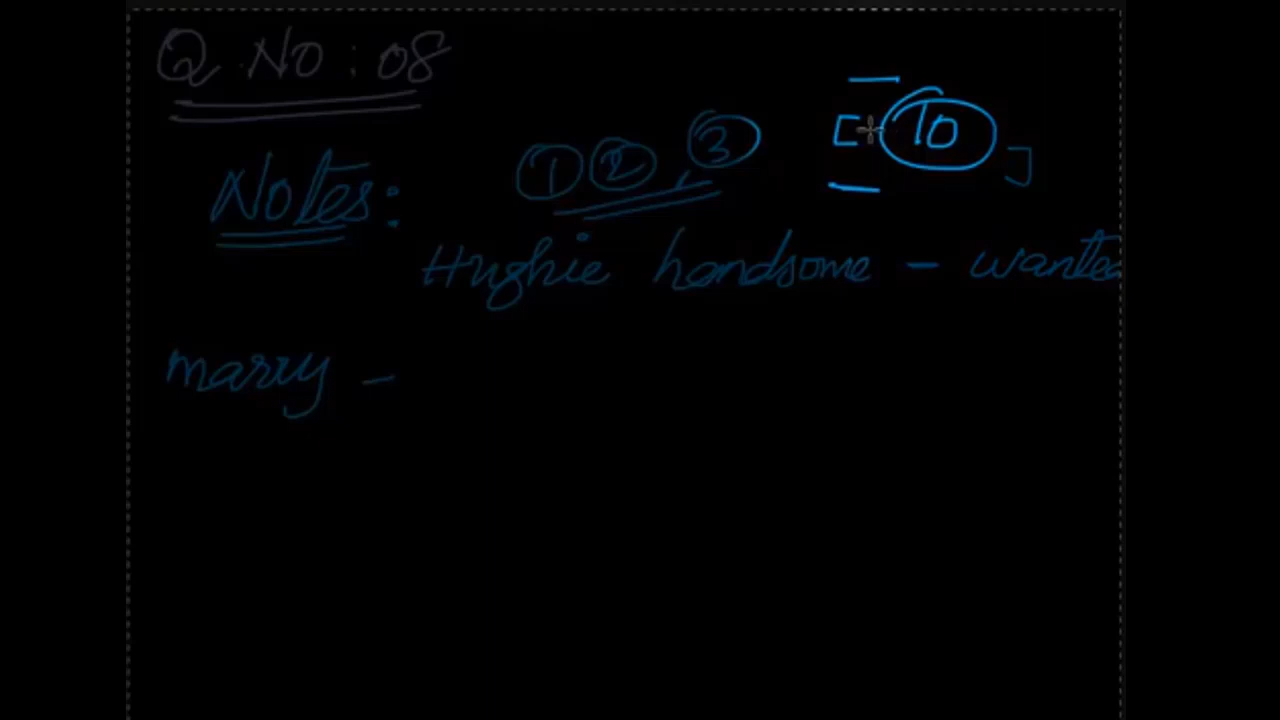 Q. No : 08
① ②, ③ [ 10 ]
Notes:
Hughie handsome – wanted
marry –